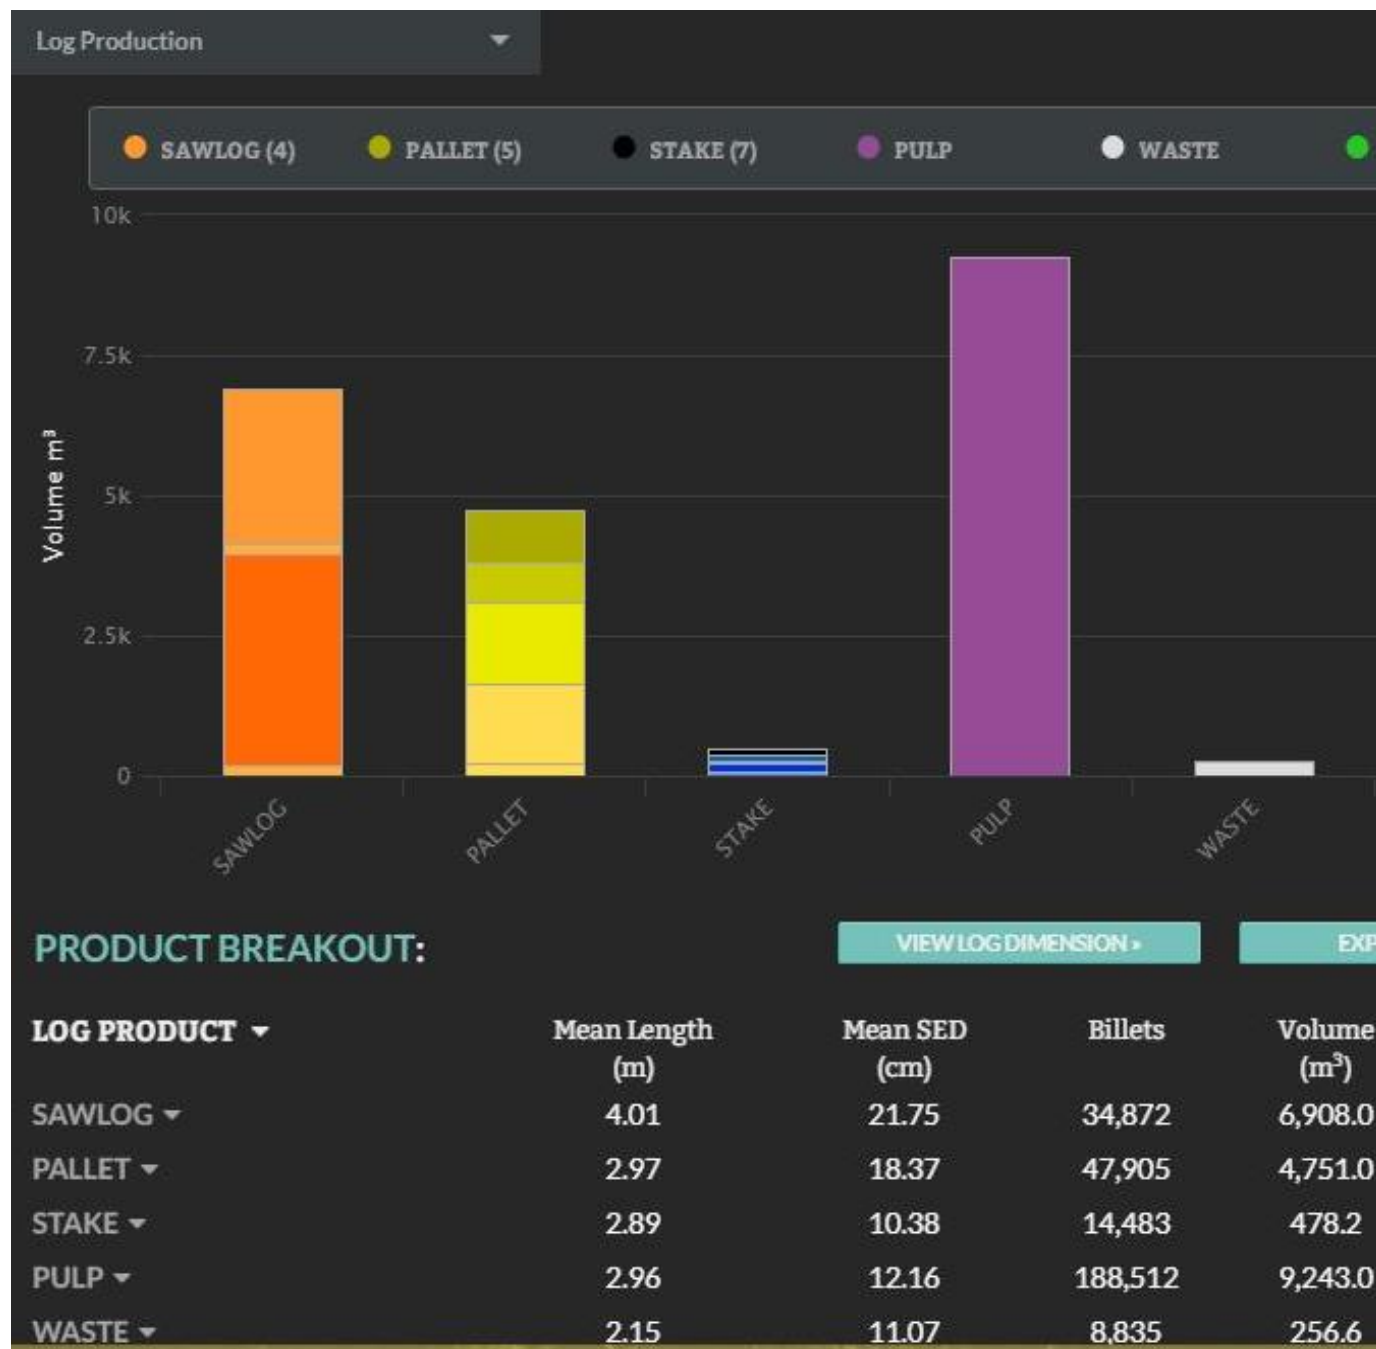 Log Production
SAWLOG (4) PALLET (5) STAKE (7) PULP WASTE
10k
7.5k
5k
2.5k
0
Volume m³
SAWLOG PALLET STAKE PULP WASTE
PRODUCT BREAKOUT: VIEW LOG DIMENSION » EXP
LOG PRODUCT Mean Length Mean SED Billets Volume
(m) (cm) (m³)
SAWLOG 4.01 21.75 34,872 6,908.0
PALLET 2.97 18.37 47,905 4,751.0
STAKE 2.89 10.38 14,483 478.2
PULP 2.96 12.16 188,512 9,243.0
WASTE 2.15 11.07 8,835 256.6